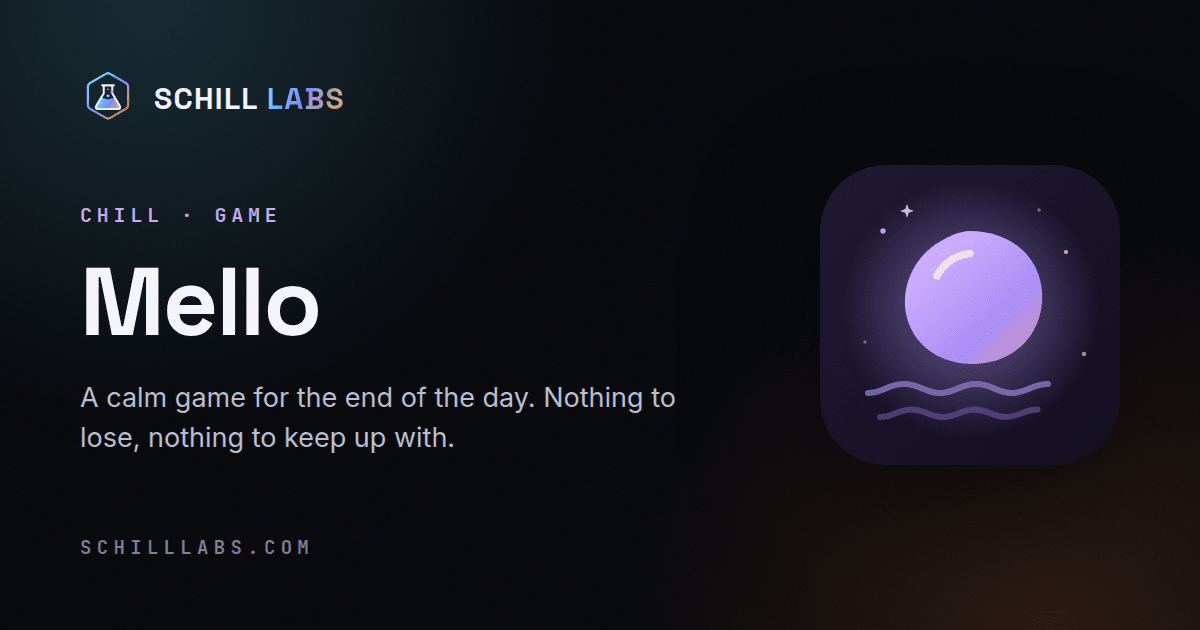 SCHILL LABS
CHILL · GAME
Mello
A calm game for the end of the day. Nothing to
lose, nothing to keep up with.
SCHILLLABS.COM